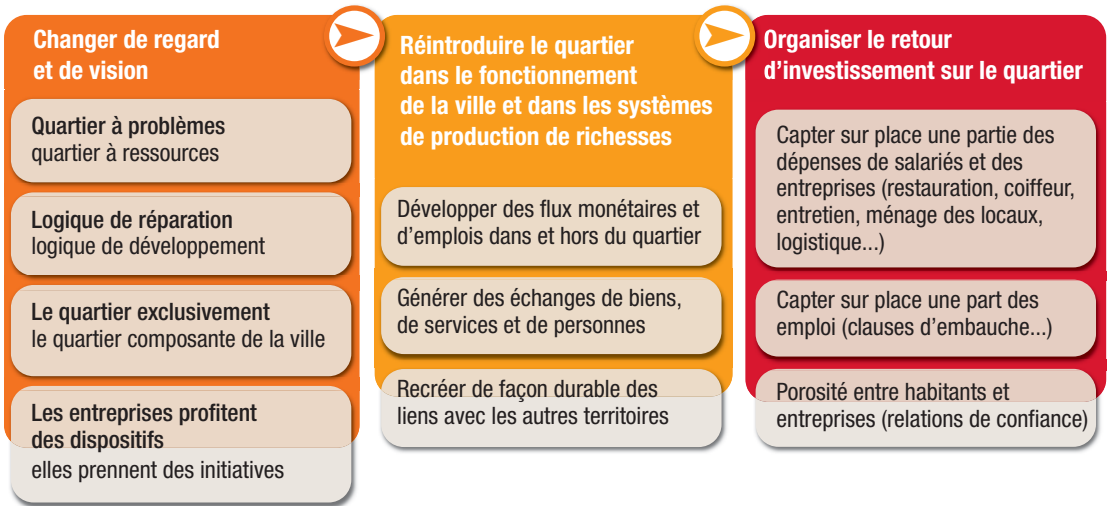 Changer de regard
et de vision
Quartier à problèmes
quartier à ressources
Logique de réparation
logique de développement
Le quartier exclusivement
le quartier composante de la ville
Les entreprises profitent
des dispositifs
elles prennent des initiatives
Réintroduire le quartier
dans le fonctionnement
de la ville et dans les systèmes
de production de richesses
Développer des flux monétaires et
d'emplois dans et hors du quartier
Générer des échanges de biens,
de services et de personnes
Recréer de façon durable des
liens avec les autres territoires
Organiser le retour
d'investissement sur le quartier
Capter sur place une partie des
dépenses de salariés et des
entreprises (restauration, coiffeur,
entretien, ménage des locaux,
logistique...)
Capter sur place une part des
emploi (clauses d'embauche...)
Porosité entre habitants et
entreprises (relations de confiance)